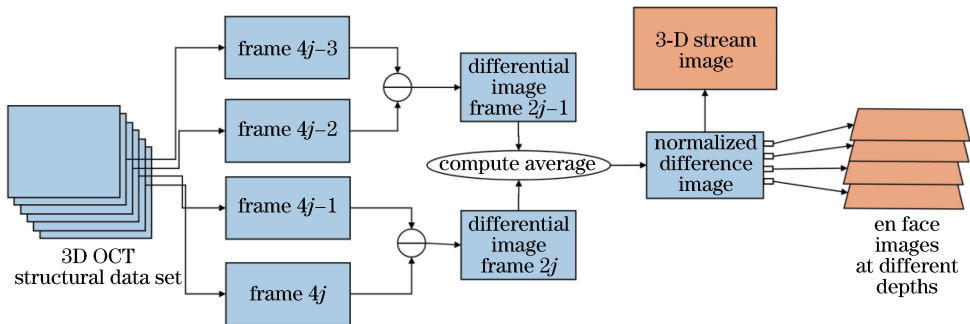 3D OCT
structural data set
frame 4j–3
frame 4j–2
frame 4j–1
frame 4j
differential
image
frame 2j–1
compute average
differential
image
frame 2j
3-D stream
image
normalized
difference
image
en face
images
at different
depths